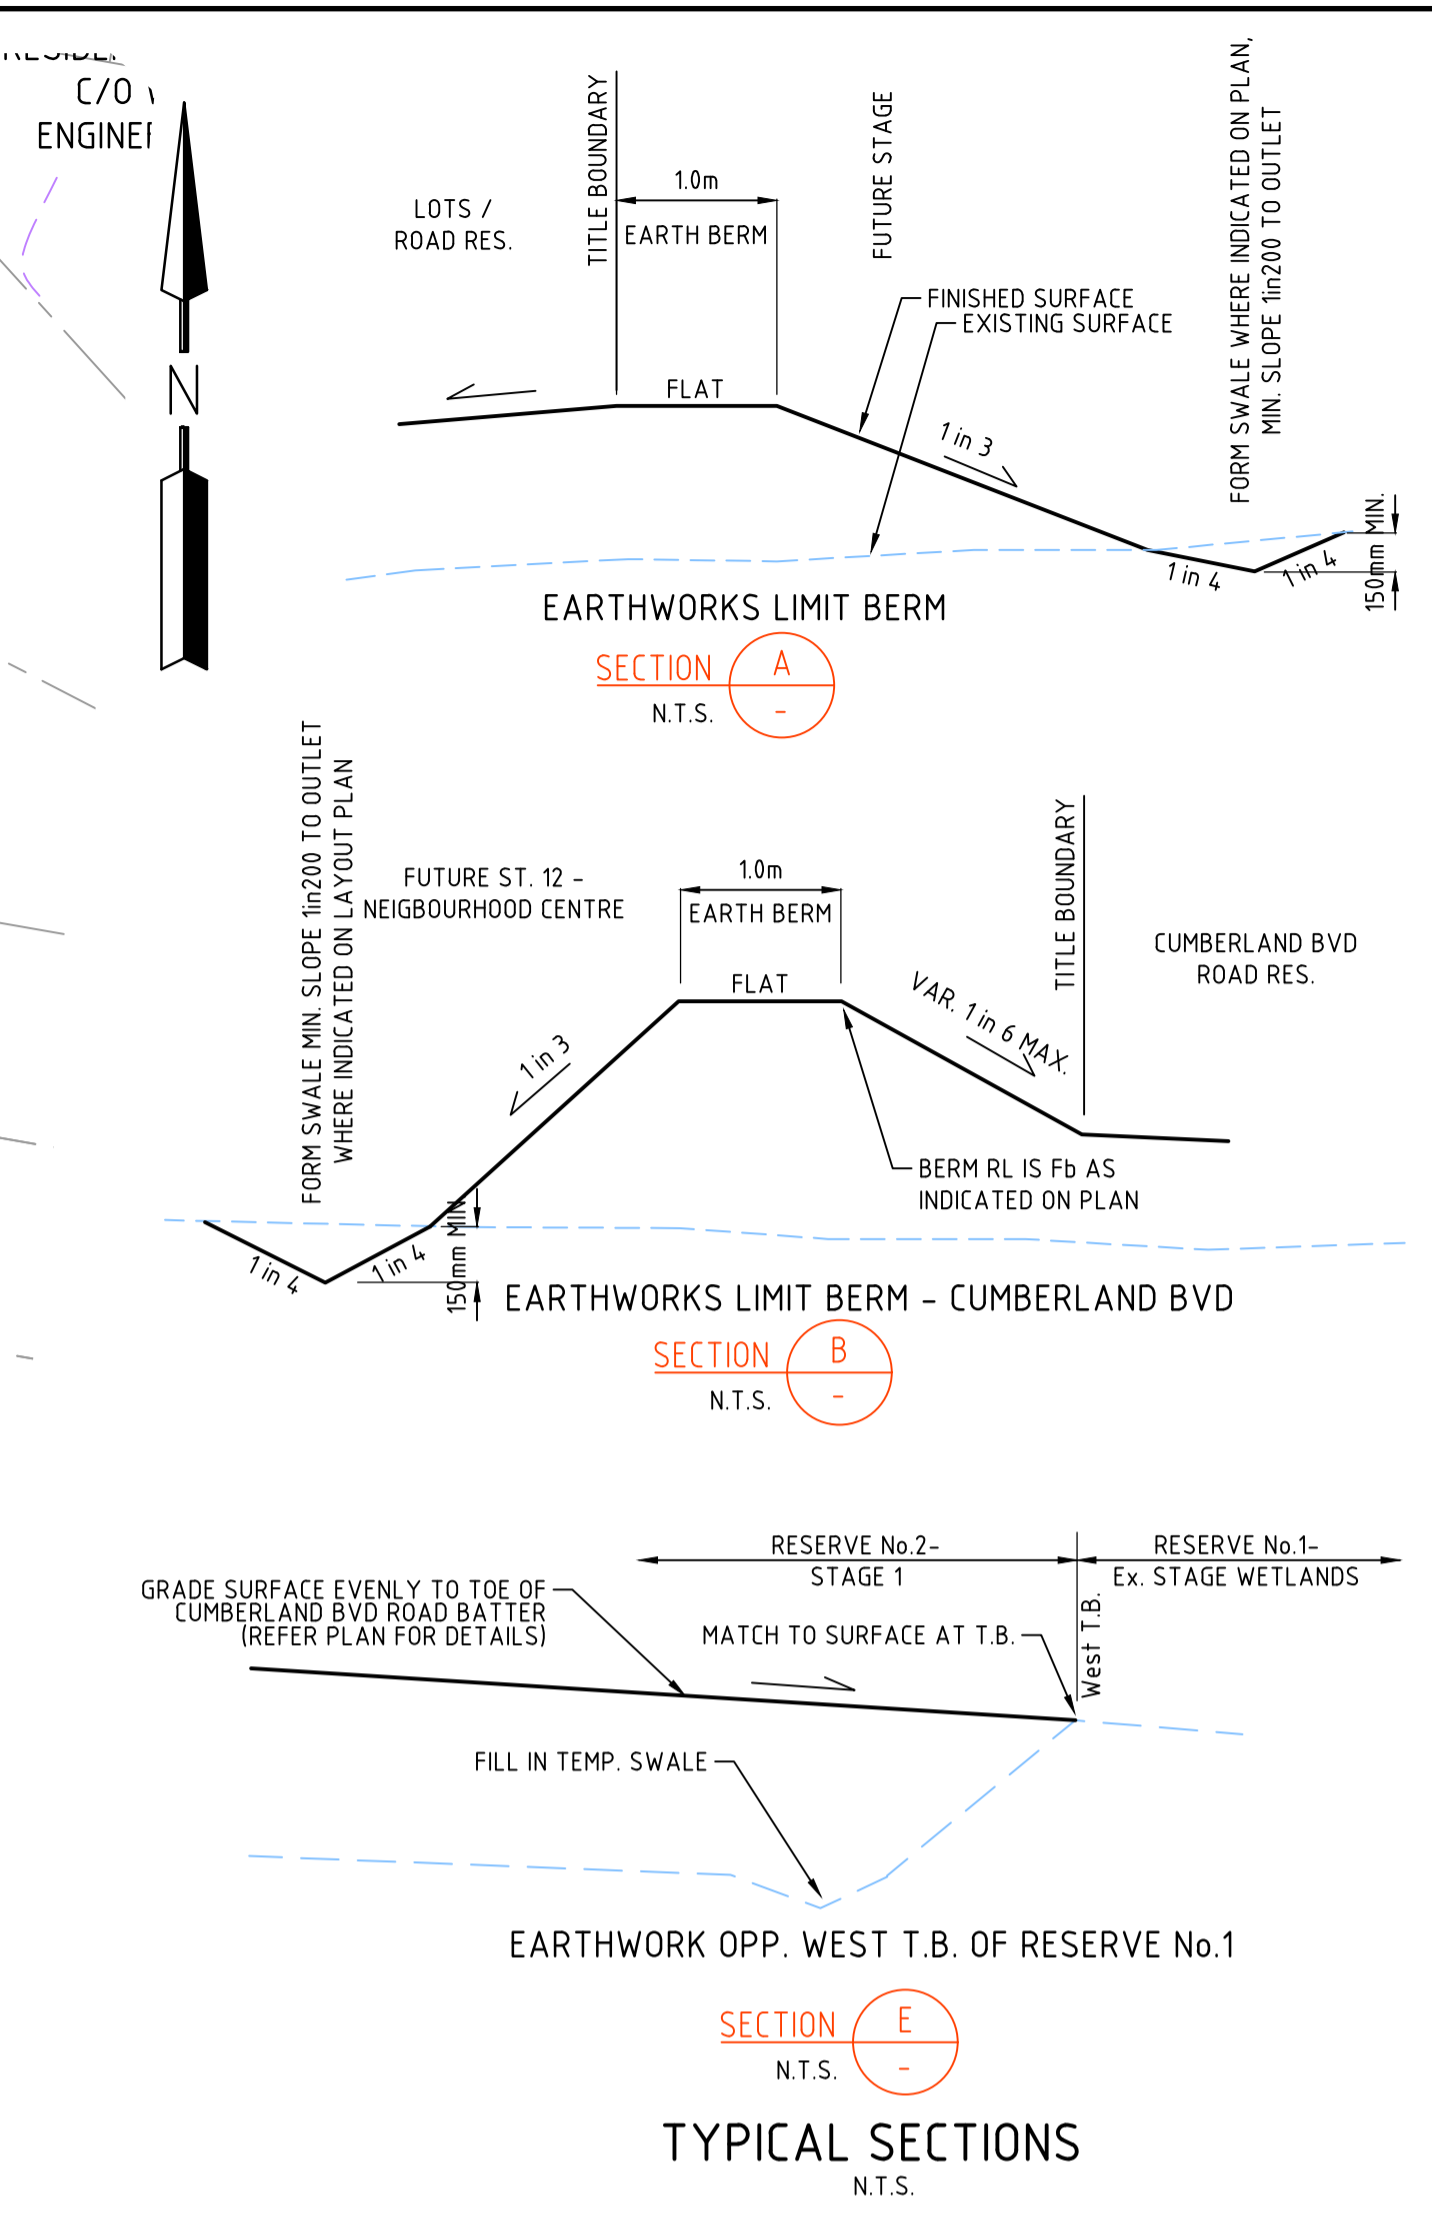 C/O
N
LOTS /
ROAD RES.
TITLE BOUNDARY
1.0m
EARTH BERM
FUTURE STAGE
FORM SWALE WHERE INDICATED ON PLAN,
MIN. SLOPE 1in200 TO OUTLET
FINISHED SURFACE
EXISTING SURFACE
FLAT
1 in 3
1 in 4
1 in 4
150mm MIN.
EARTHWORKS LIMIT BERM
SECTION
A
-
N.T.S.
FORM SWALE MIN. SLOPE 1in200 TO OUTLET
WHERE INDICATED ON LAYOUT PLAN
FUTURE ST. 12 -
NEIGBOURHOOD CENTRE
1.0m
EARTH BERM
FLAT
TITLE BOUNDARY
CUMBERLAND BVD
ROAD RES.
1 in 3
VAR. 1 in 6 MAX.
BERM RL IS Fb AS
INDICATED ON PLAN
1 in 4
1 in 4
150mm MIN
EARTHWORKS LIMIT BERM - CUMBERLAND BVD
SECTION
B
-
N.T.S.
RESERVE No.2-
STAGE 1
RESERVE No.1-
Ex. STAGE WETLANDS
GRADE SURFACE EVENLY TO TOE OF
CUMBERLAND BVD ROAD BATTER
(REFER PLAN FOR DETAILS)
MATCH TO SURFACE AT T.B.
West T.B.
FILL IN TEMP. SWALE
EARTHWORK OPP. WEST T.B. OF RESERVE No.1
SECTION
E
-
N.T.S.
TYPICAL SECTIONS
N.T.S.